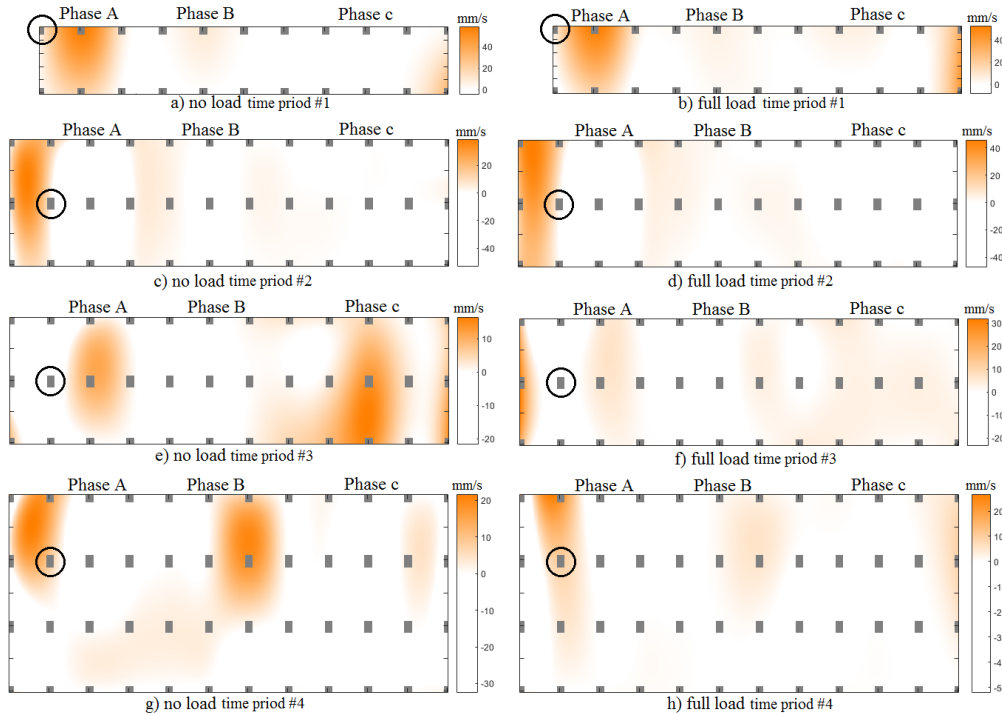 Phase A Phase B Phase c mm/s
40
20
0
a) no load time period #1
Phase A Phase B Phase c mm/s
40
20
0
b) full load time period #1
Phase A Phase B Phase c mm/s
20
0
-20
-40
c) no load time priod #2
Phase A Phase B Phase c mm/s
40
20
0
-20
-40
d) full load time priod #2
Phase A Phase B Phase c mm/s
10
0
-10
-20
e) no load time priod #3
Phase A Phase B Phase c mm/s
30
20
10
0
-10
-20
f) full load time priod #3
Phase A Phase B Phase c mm/s
20
10
0
-10
-20
-30
g) no load time priod #4
Phase A Phase B Phase c mm/s
20
10
0
-2
-4
-5
h) full load time priod #4